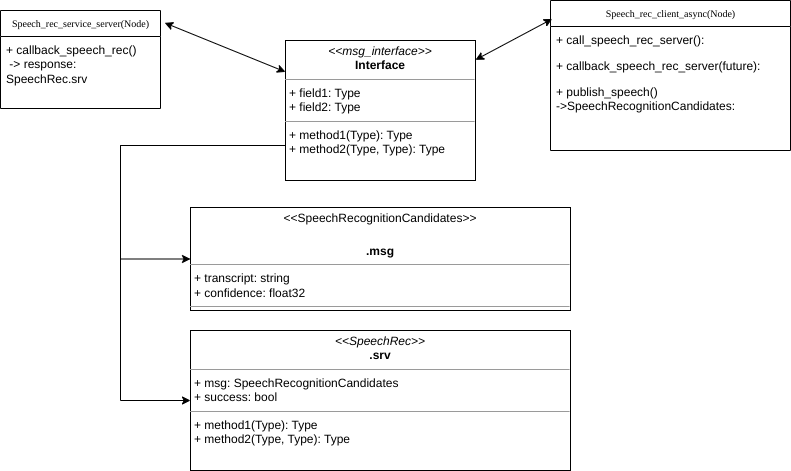 Speech_rec_service_server(Node)
+ callback_speech_rec()
-> response:
SpeechRec.srv
<<msg_interface>>
Interface
+ field1: Type
+ field2: Type
+ method1(Type): Type
+ method2(Type, Type): Type
Speech_rec_client_async(Node)
+ call_speech_rec_server():
+ callback_speech_rec_server(future):
+ publish_speech()
->SpeechRecognitionCandidates:
<<SpeechRecognitionCandidates>>
.msg
+ transcript: string
+ confidence: float32
<<SpeechRec>>
.srv
+ msg: SpeechRecognitionCandidates
+ success: bool
+ method1(Type): Type
+ method2(Type, Type): Type